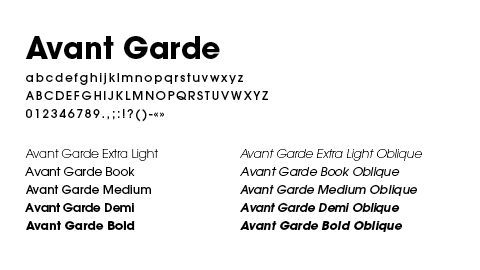 Avant Garde
abcdefghijklmnopqrstuvwxyz
ABCDEFGHIJKLMNOPQRSTUVWXYZ
012346789.,;:!?()-«»
Avant Garde Extra Light
Avant Garde Book
Avant Garde Medium
Avant Garde Demi
Avant Garde Bold
Avant Garde Extra Light Oblique
Avant Garde Book Oblique
Avant Garde Medium Oblique
Avant Garde Demi Oblique
Avant Garde Bold Oblique